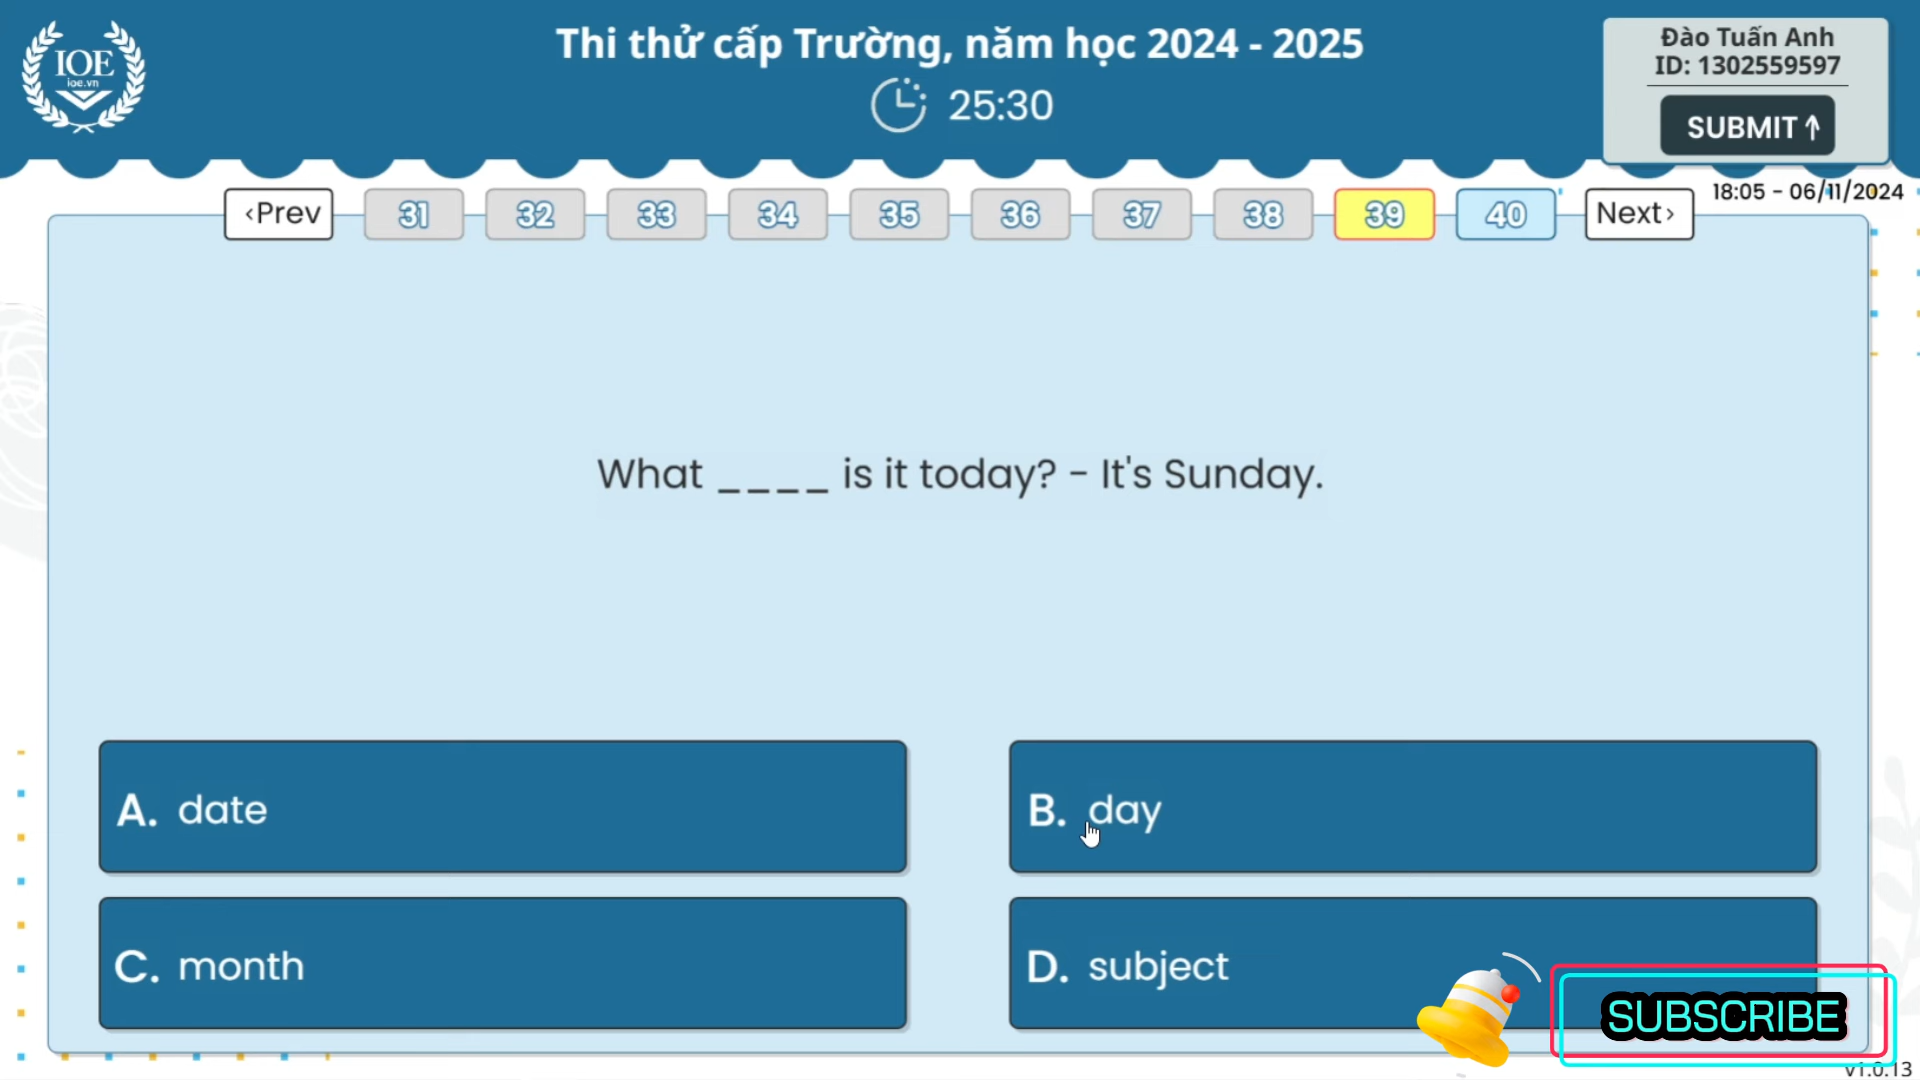 IOE
ioe.vn
Thi thử cấp Trường, năm học 2024 - 2025
25:30
Đào Tuấn Anh
ID: 1302559597
SUBMIT
18:05 - 06/11/2024
‹Prev 31 32 33 34 35 36 37 38 39 40 Next›
What ____ is it today? - It's Sunday.
A. date
B. day
C. month
D. subject
SUBSCRIBE
v1.0.13